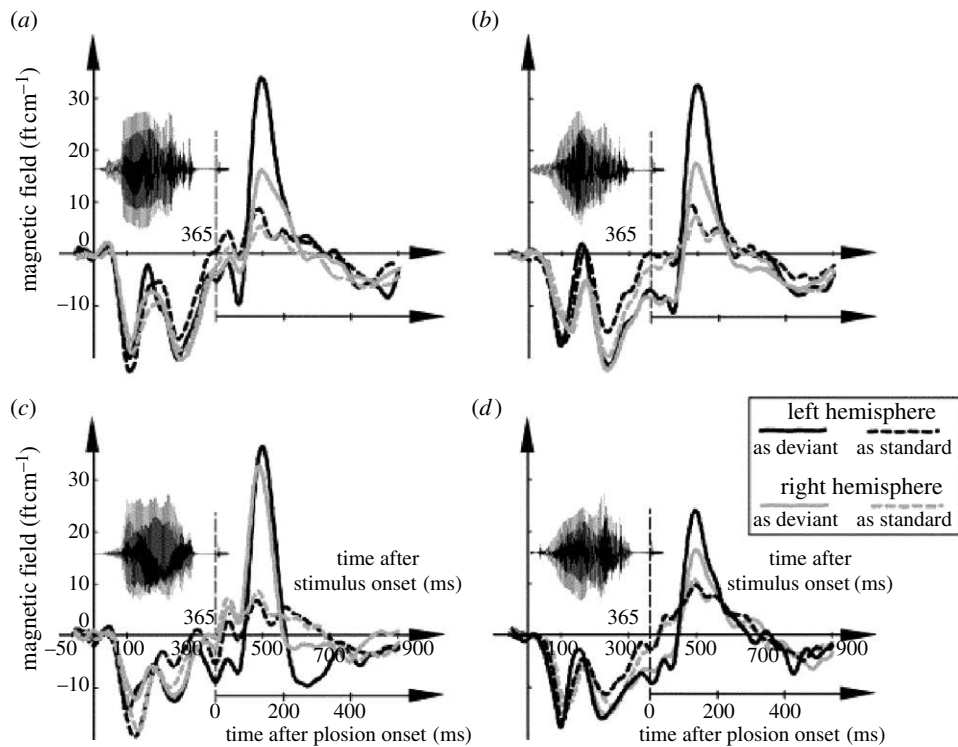 (a)
(b)
magnetic field (ft cm–1)
30
20
10
0
–10
365
365
(c)
(d)
left hemisphere
as deviant as standard
right hemisphere
as deviant as standard
magnetic field (ft cm–1)
30
20
10
0
–10
365
time after
stimulus onset (ms)
–50 100 300 500 700 900
0 200 400
time after plosion onset (ms)
365
time after
stimulus onset (ms)
100 300 500 700 900
0 200 400
time after plosion onset (ms)